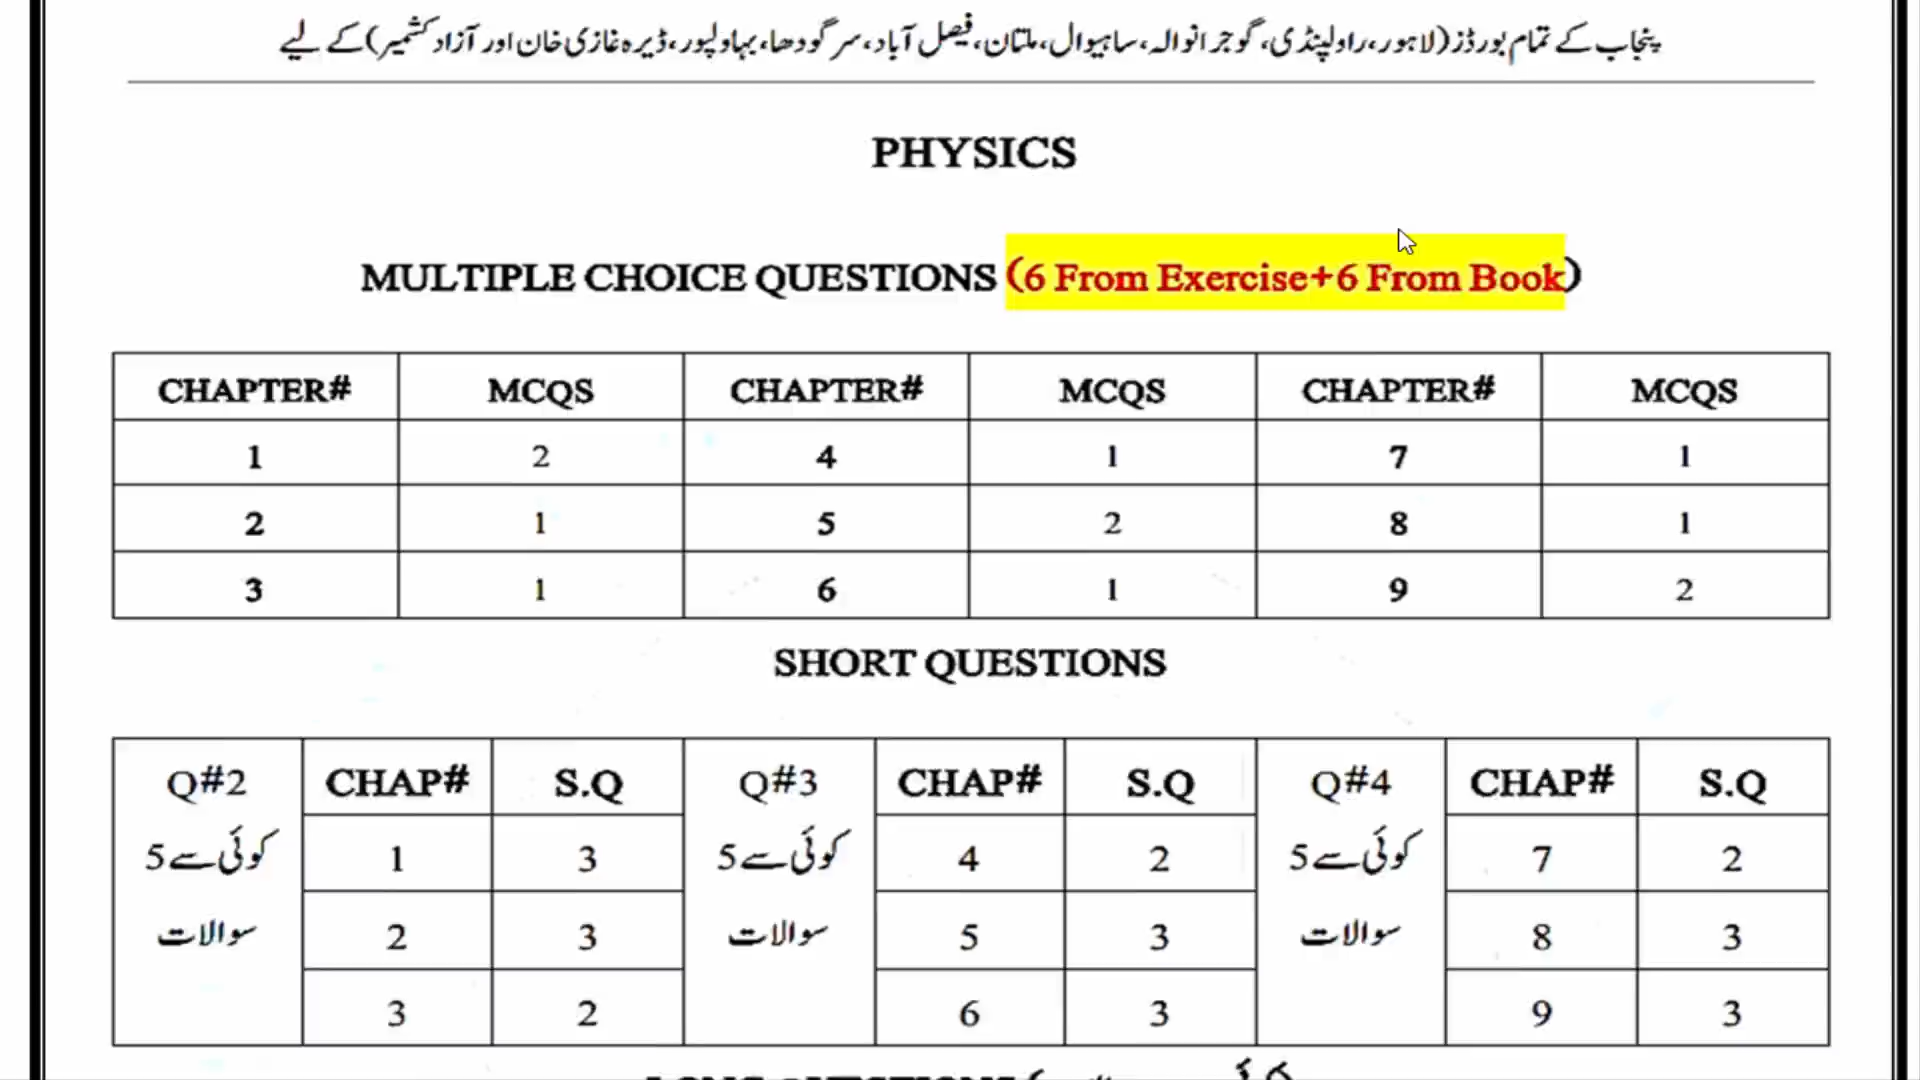 پنجاب کے تمام بورڈز(لاہور،راولپنڈی،گوجرانوالہ،ساہیوال،ملتان،فیصل آباد،سرگودھا،بہاولپور،ڈیرہ غازی خان اور آزاد کشمیر)کے لیے
PHYSICS
MULTIPLE CHOICE QUESTIONS (6 From Exercise+6 From Book)
CHAPTER# MCQS CHAPTER# MCQS CHAPTER# MCQS
1 2 4 1 7 1
2 1 5 2 8 1
3 1 6 1 9 2
SHORT QUESTIONS
Q#2 CHAP# S.Q Q#3 CHAP# S.Q Q#4 CHAP# S.Q
کوئی سے 5 1 3 کوئی سے 5 4 2 کوئی سے 5 7 2
سوالات 2 3 سوالات 5 3 سوالات 8 3
3 2 6 3 9 3
LONG QUESTIONS